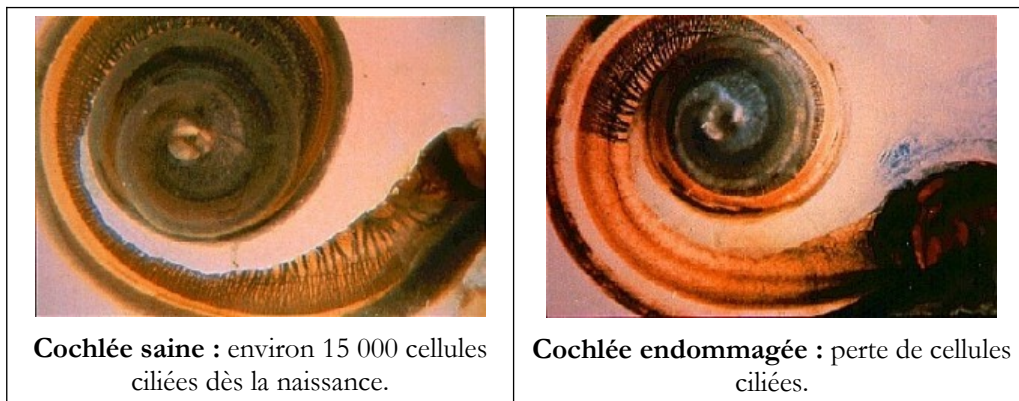 Cochlée saine : environ 15 000 cellules
ciliées dès la naissance.
Cochlée endommagée : perte de cellules
ciliées.